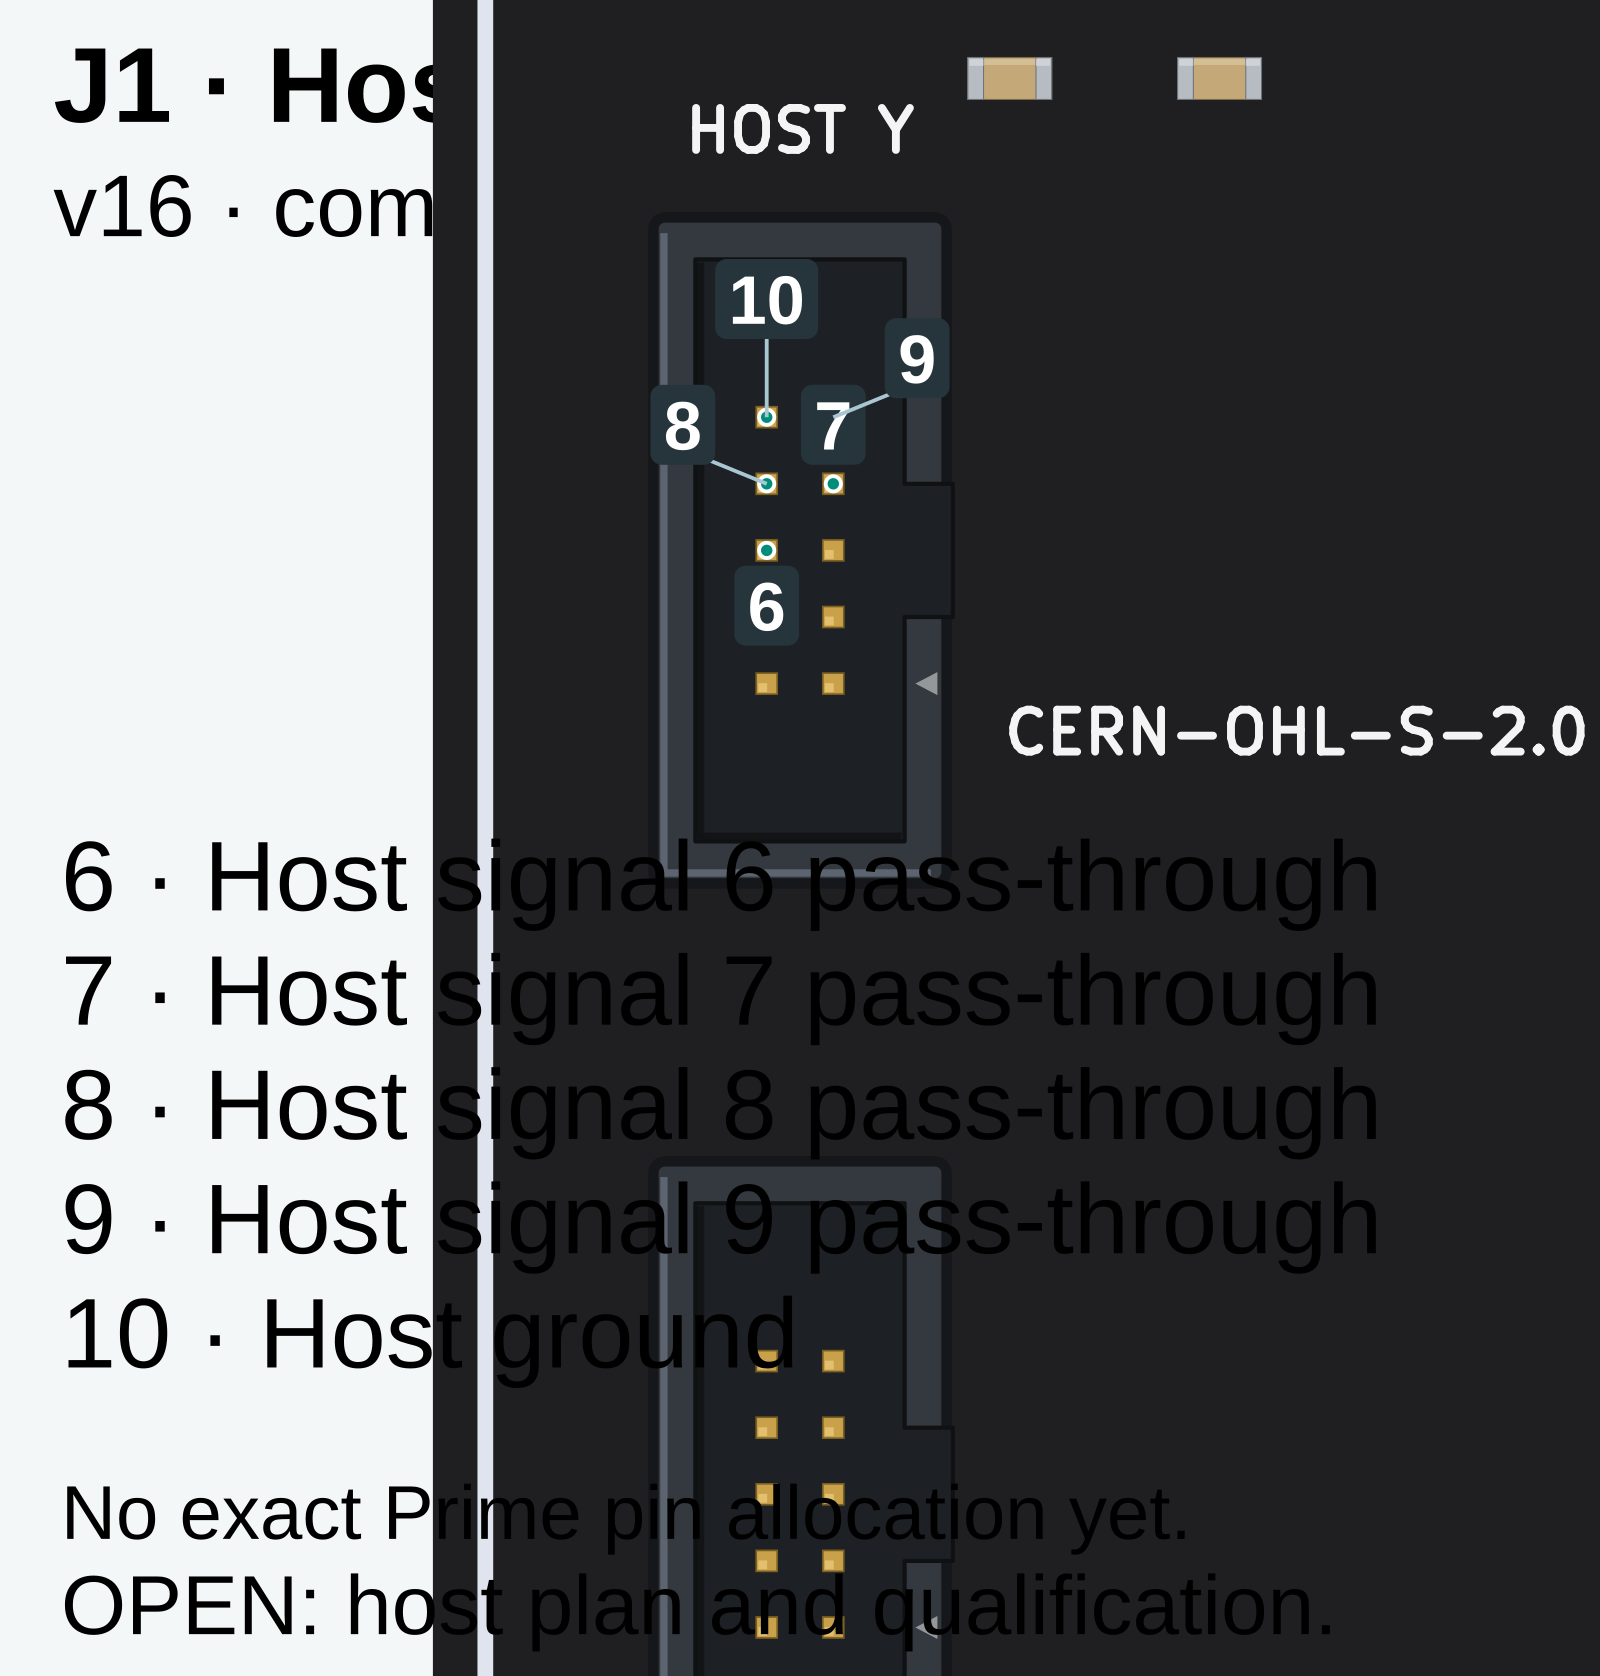 J1 · Hos
v16 · com
HOST Y
10
9
8
7
6
CERN-OHL-S-2.0
6 · Host signal 6 pass-through
7 · Host signal 7 pass-through
8 · Host signal 8 pass-through
9 · Host signal 9 pass-through
10 · Host ground
No exact Prime pin allocation yet.
OPEN: host plan and qualification.